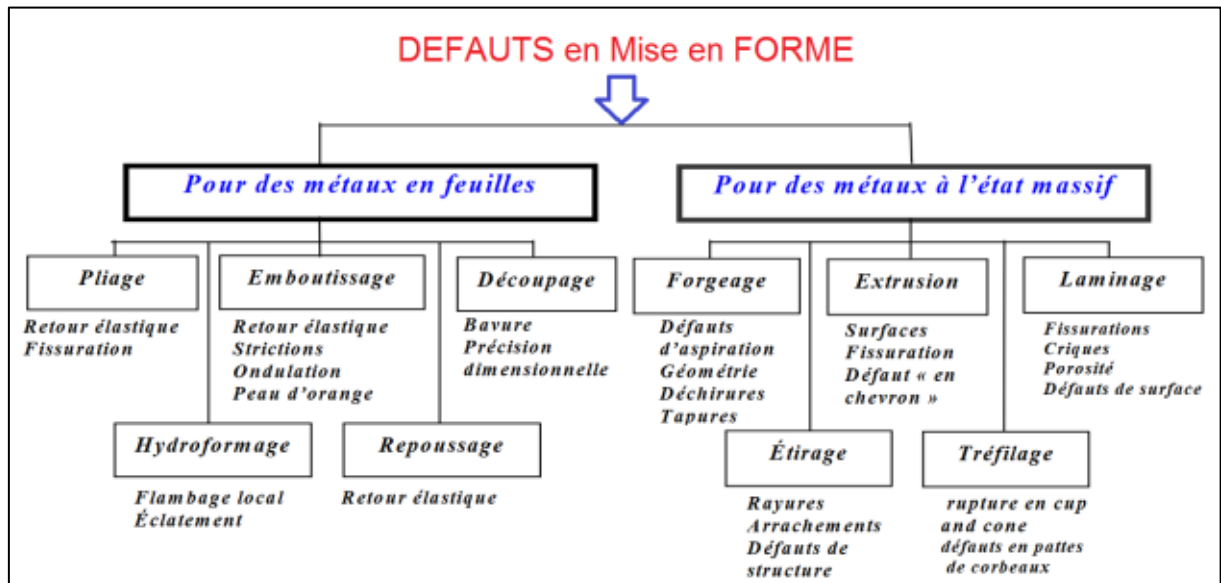 DEFAUTS en Mise en FORME
Pour des métaux en feuilles
Pour des métaux à l'état massif
Pliage
Retour élastique
Fissuration
Emboutissage
Retour élastique
Strictions
Ondulation
Peau d'orange
Découpage
Bavure
Précision
dimensionnelle
Hydroformage
Flambage local
Éclatement
Repoussage
Retour élastique
Forgeage
Défauts
d'aspiration
Géométrie
Déchirures
Tapures
Extrusion
Surfaces
Fissuration
Défaut « en
chevron »
Laminage
Fissurations
Criques
Porosité
Défauts de surface
Étirage
Rayures
Arrachements
Défauts de
structure
Tréfilage
rupture en cup
and cone
défauts en pattes
de corbeaux